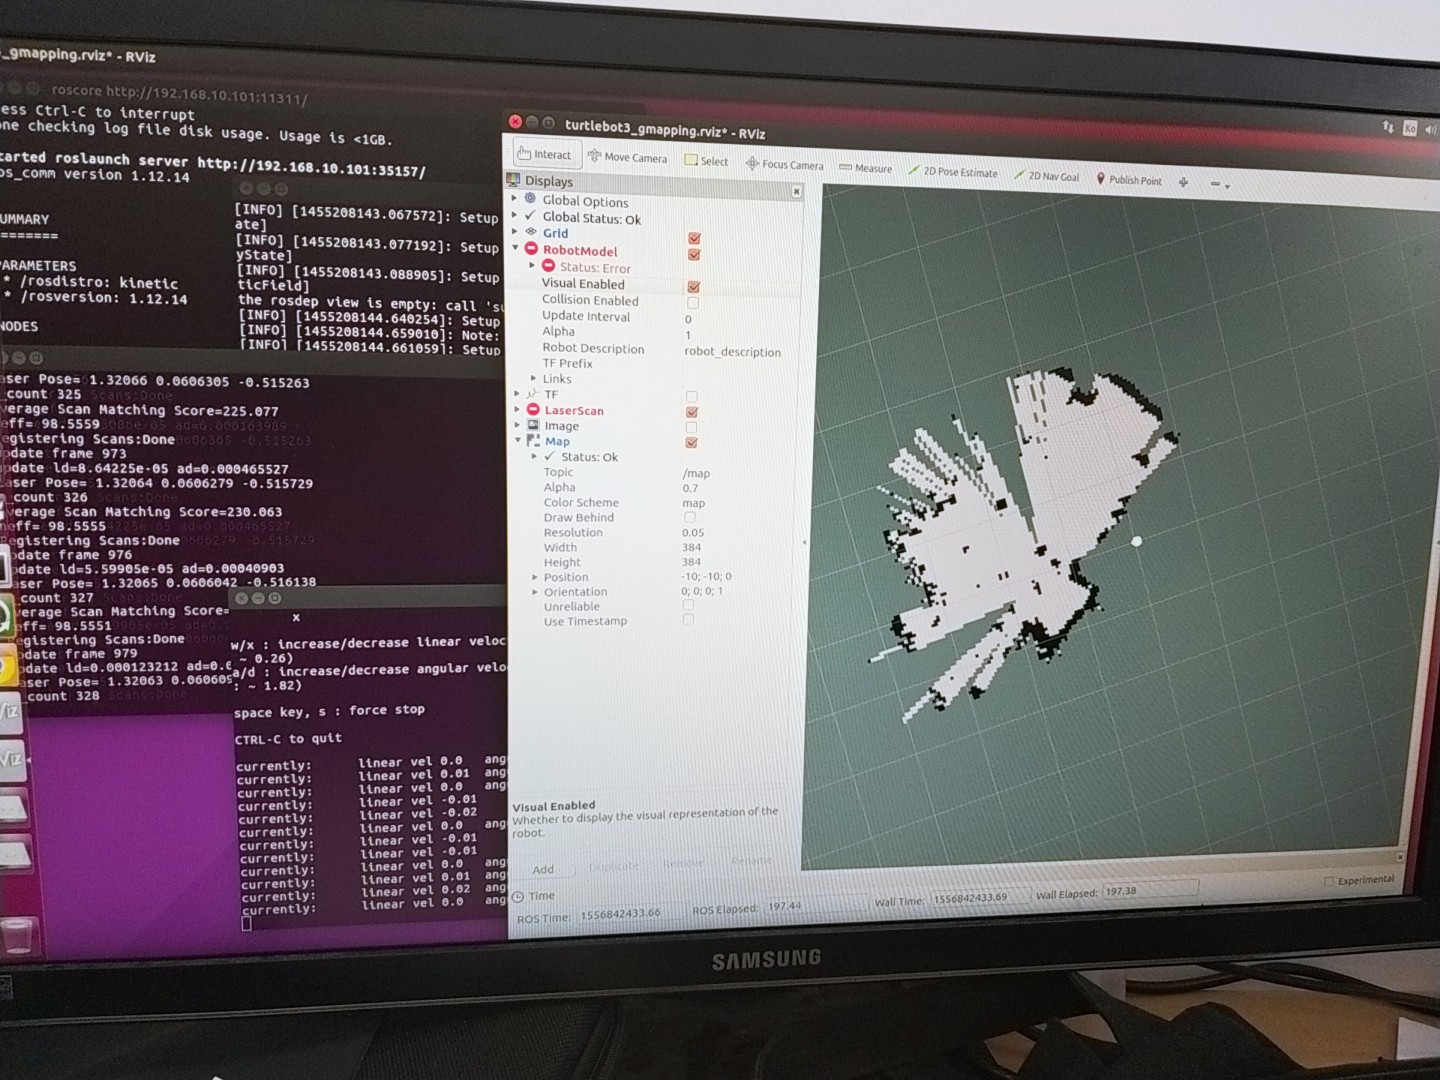 _gmapping.rviz* - RViz
roscore http://192.168.10.101:11311/
ess Ctrl-C to interrupt
one checking log file disk usage. Usage is <1GB.
tarted roslaunch server http://192.168.10.101:35157/
os_comm version 1.12.14
UMMARY
========
PARAMETERS
* /rosdistro: kinetic
* /rosversion: 1.12.14
NODES
[INFO] [1455208143.067572]: Setup
ate]
[INFO] [1455208143.077192]: Setup
yState]
[INFO] [1455208143.088905]: Setup
ticField]
the rosdep view is empty: call 'su
[INFO] [1455208144.640254]: Setup
[INFO] [1455208144.659010]: Note:
[INFO] [1455208144.661059]: Setup
aser Pose= 1.32066 0.0606305 -0.515263
count 325
verage Scan Matching Score=225.077
eff= 98.5559
egistering Scans:Done
pdate frame 973
pdate ld=8.64225e-05 ad=0.000465527
aser Pose= 1.32064 0.0606279 -0.515729
count 326
verage Scan Matching Score=230.063
neff= 98.5555
Registering Scans:Done
pdate frame 976
pdate ld=5.59905e-05 ad=0.00040903
aser Pose= 1.32065 0.0606042 -0.516138
count 327
verage Scan Matching Score=
eff= 98.5551
egistering Scans:Done
pdate frame 979
pdate ld=0.000123212 ad=0.
aser Pose= 1.32063 0.060609
count 328
x
w/x : increase/decrease linear veloc
~ 0.26)
a/d : increase/decrease angular velo
: ~ 1.82)
space key, s : force stop
CTRL-C to quit
currently: linear vel 0.0 ang
currently: linear vel 0.01 ang
currently: linear vel 0.0 ang
currently: linear vel -0.01
currently: linear vel -0.02
currently: linear vel 0.0 ang
currently: linear vel -0.01
currently: linear vel -0.01
currently: linear vel 0.0 ang
currently: linear vel 0.01 ang
currently: linear vel 0.02 ang
currently: linear vel 0.0 ang
turtlebot3_gmapping.rviz* - RViz
Ko
Interact Move Camera Select Focus Camera Measure 2D Pose Estimate 2D Nav Goal Publish Point
Displays
Global Options
Global Status: Ok
Grid
RobotModel
Status: Error
Visual Enabled
Collision Enabled
Update Interval 0
Alpha 1
Robot Description robot_description
TF Prefix
Links
TF
LaserScan
Image
Map
Status: Ok
Topic /map
Alpha 0.7
Color Scheme map
Draw Behind
Resolution 0.05
Width 384
Height 384
Position -10; -10; 0
Orientation 0; 0; 0; 1
Unreliable
Use Timestamp
Visual Enabled
Whether to display the visual representation of the
robot.
Add Duplicate Remove Rename
Time
ROS Time: 1556842433.66 ROS Elapsed: 197.44 Wall Time: 1556842433.69 Wall Elapsed: 197.38 Experimental
SAMSUNG